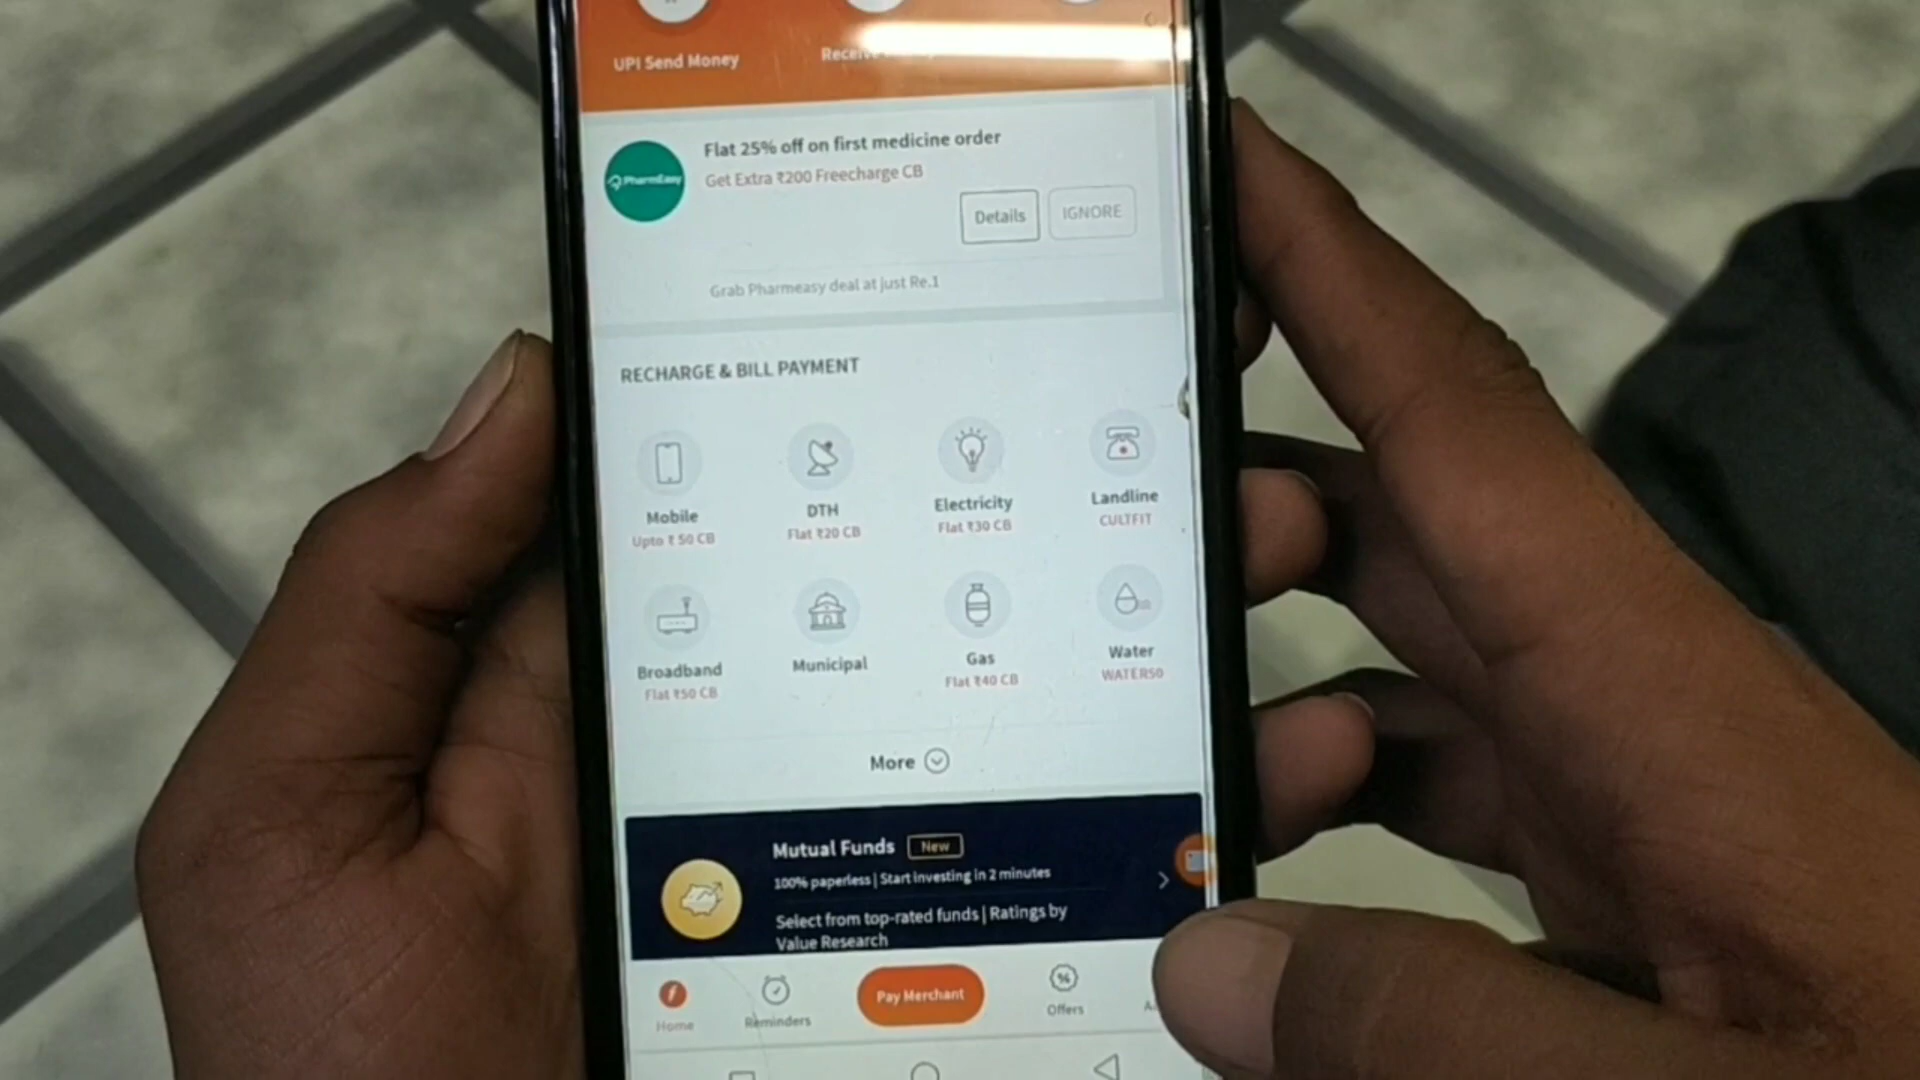 UPI Send Money
Flat 25% off on first medicine order
PharmEasy
Get Extra ₹200 Freecharge CB
Details
IGNORE
Grab Pharmeasy deal at just Re.1
RECHARGE & BILL PAYMENT
Mobile
DTH
Electricity
Landline
Upto ₹ 50 CB
Flat ₹20 CB
Flat ₹30 CB
CULTFIT
Broadband
Municipal
Gas
Water
Flat ₹50 CB
Flat ₹40 CB
WATER50
More
Mutual Funds New
100% paperless | Start investing in 2 minutes
Select from top-rated funds | Ratings by
Value Research
Home
Reminders
Pay Merchant
Offers